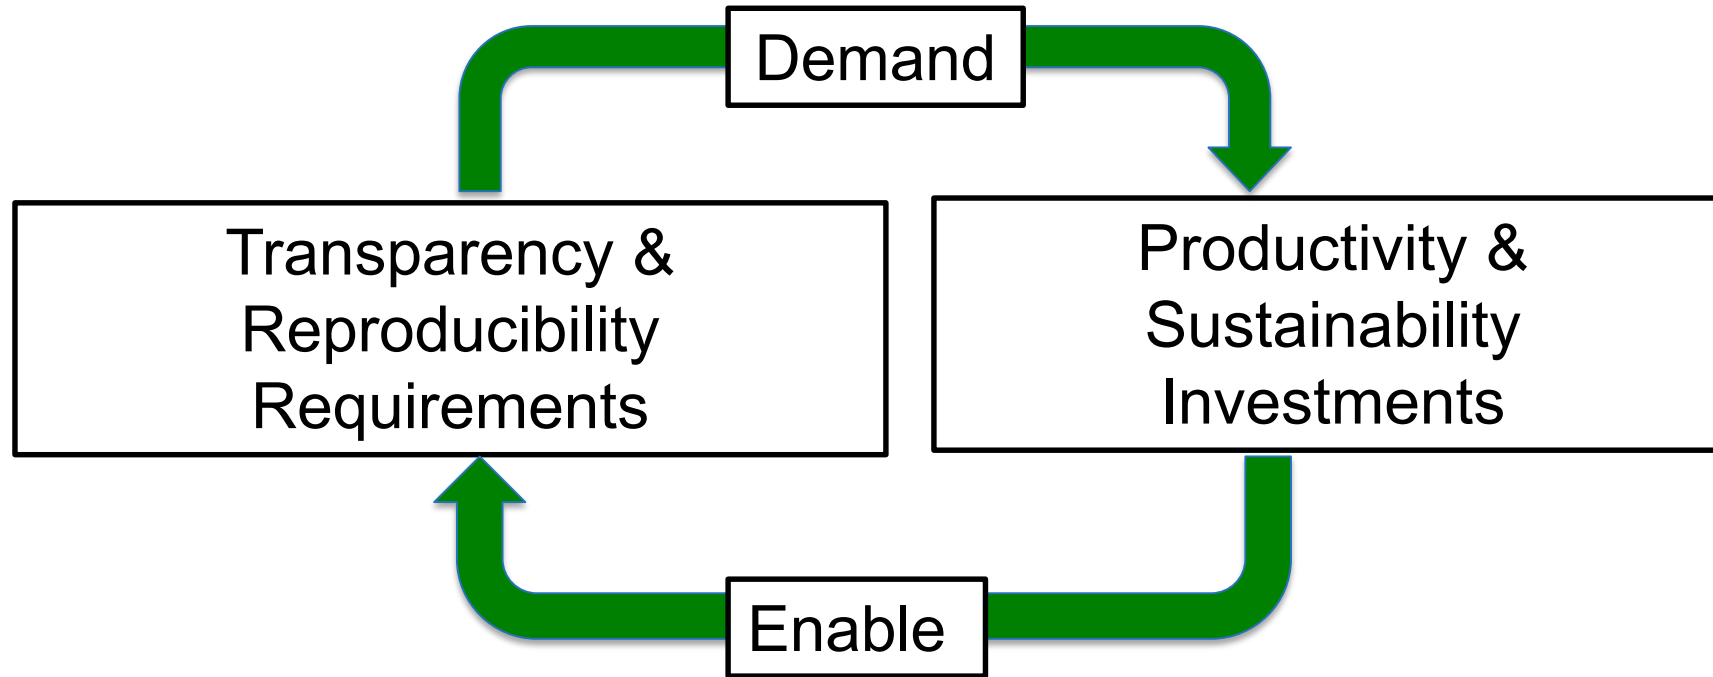 Demand
Transparency &
Reproducibility
Requirements
Productivity &
Sustainability
Investments
Enable